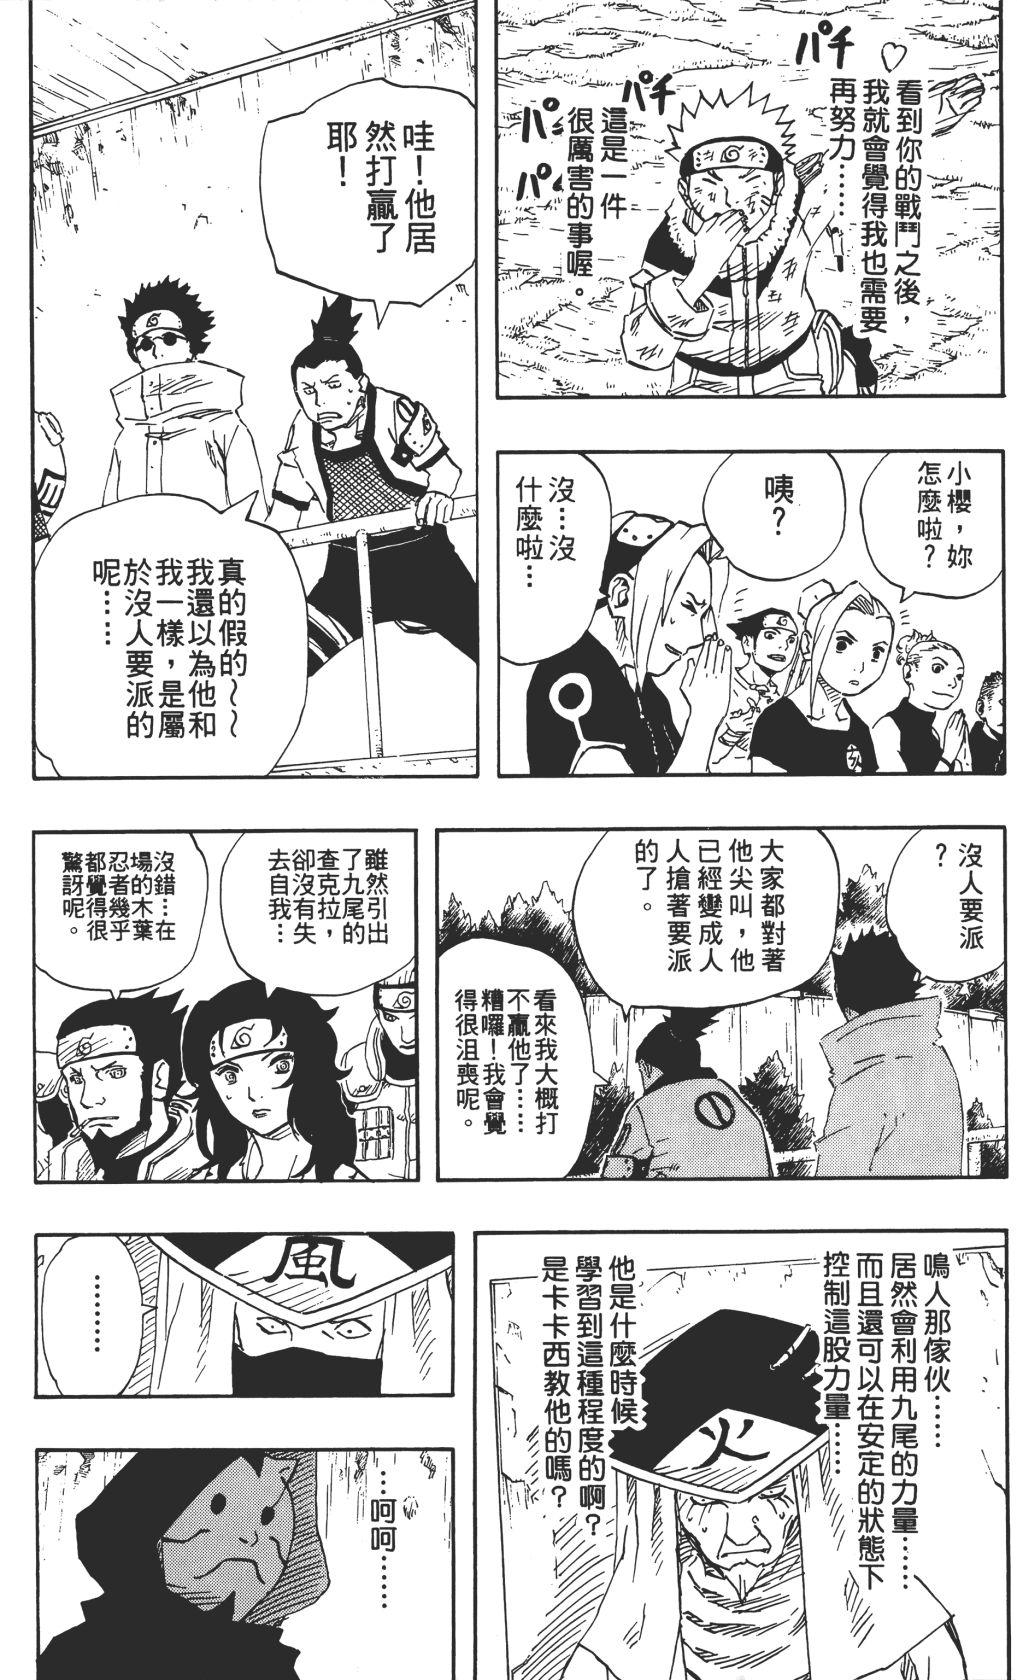 看到你的戰鬥之後，
我就會覺得我也需要
再努力……
♡
パチ
パチ
パチ
パ
パ
這是一件
很厲害的事喔。
哇！他居
然打贏了
耶！
真的假的～～
我還以為他和
我一樣，是屬
於沒人要派的
呢……
小櫻，妳
怎麼啦？
咦？
沒…沒
什麼啦…
沒人要派
？
大家都對著
他尖叫，他
已經變成人
人搶著要派
的了。
看來我大概打
不贏他了……
糟囉！我會覺
得很沮喪呢。
雖然引出
了九尾的
查克拉，
卻沒有失
去自我…
沒錯…在
場的木葉
忍者幾乎
都覺得很
驚訝呢。
鳴人那傢伙……
居然會利用九尾的力量……
而且還可以在安定的狀態下
控制這股力量……
他是什麼時候
學習到這種程度的啊？
是卡卡西教他的嗎？
火
風
……
…呵呵……